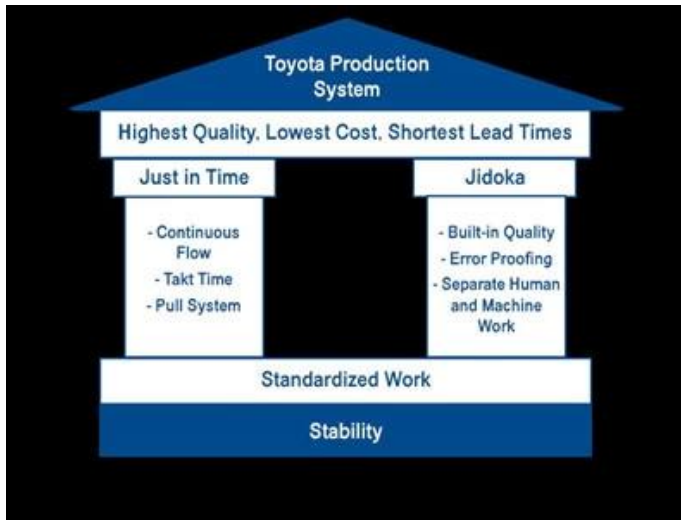 Toyota Production
System
Highest Quality, Lowest Cost, Shortest Lead Times
Just in Time
- Continuous
Flow
- Takt Time
- Pull System
Jidoka
- Built-in Quality
- Error Proofing
- Separate Human
and Machine
Work
Standardized Work
Stability